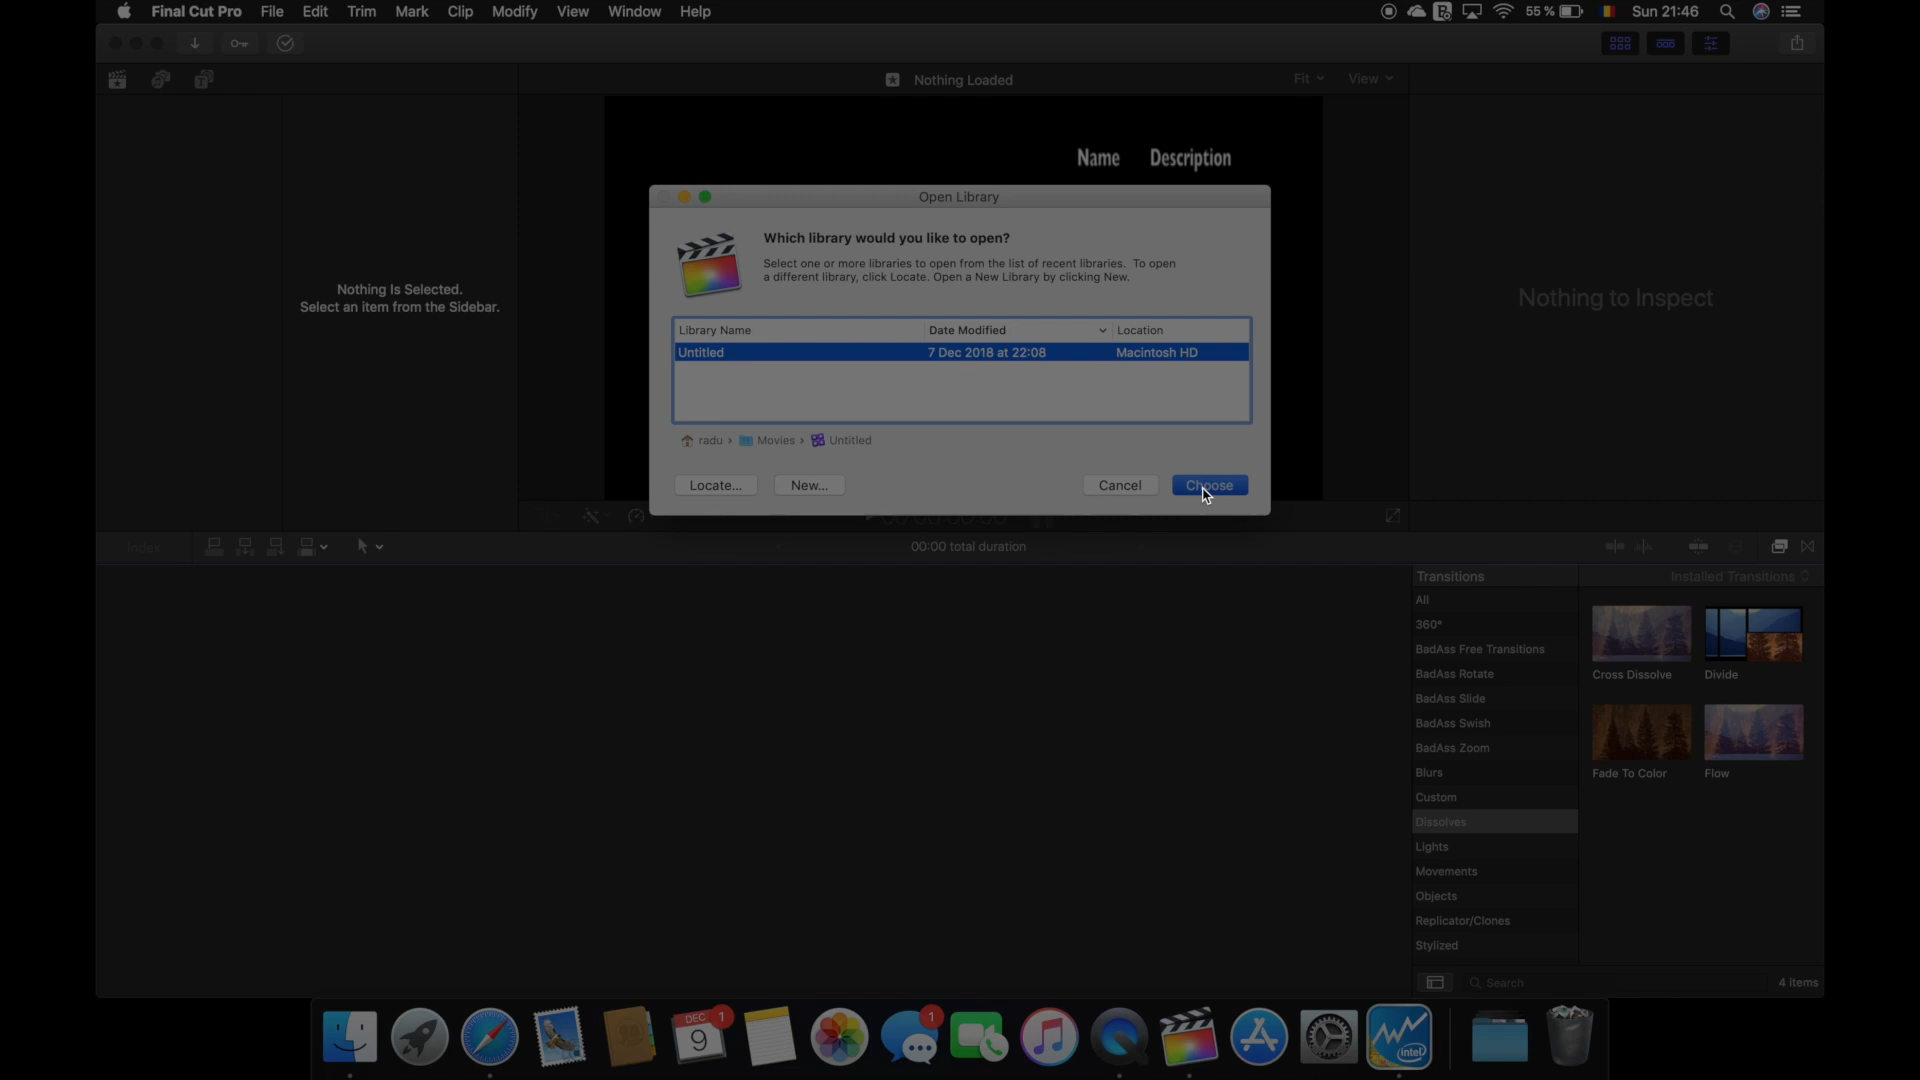 Final Cut Pro File Edit Trim Mark Clip Modify View Window Help
55 % Sun 21:46
Nothing Loaded
Fit View
Name Description
Open Library
Which library would you like to open?
Select one or more libraries to open from the list of recent libraries. To open
a different library, click Locate. Open a New Library by clicking New.
Library Name Date Modified Location
Untitled 7 Dec 2018 at 22:08 Macintosh HD
radu › Movies › Untitled
Locate... New... Cancel Choose
Nothing Is Selected.
Select an item from the Sidebar.
Nothing to Inspect
Index
00:00 total duration
Transitions
Installed Transitions
All
360°
BadAss Free Transitions
BadAss Rotate
BadAss Slide
BadAss Swish
BadAss Zoom
Blurs
Custom
Dissolves
Lights
Movements
Objects
Replicator/Clones
Stylized
Cross Dissolve Divide
Fade To Color Flow
Search
4 items
DEC
9
1
1
intel